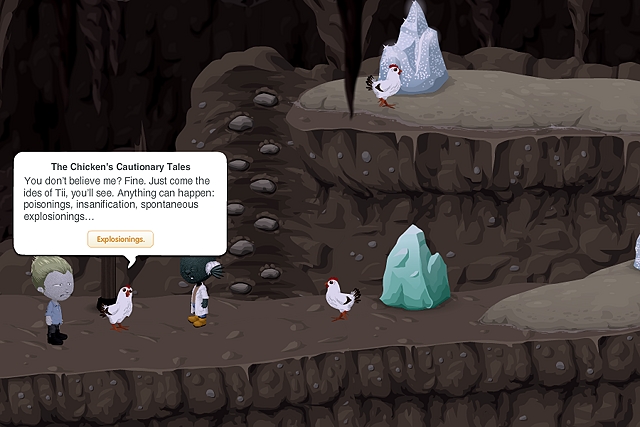 The Chicken's Cautionary Tales
You don't believe me? Fine. Just come the
ides of Tii, you'll see. Anything can happen:
poisonings, insanification, spontaneous
explosionings...
Explosionings.